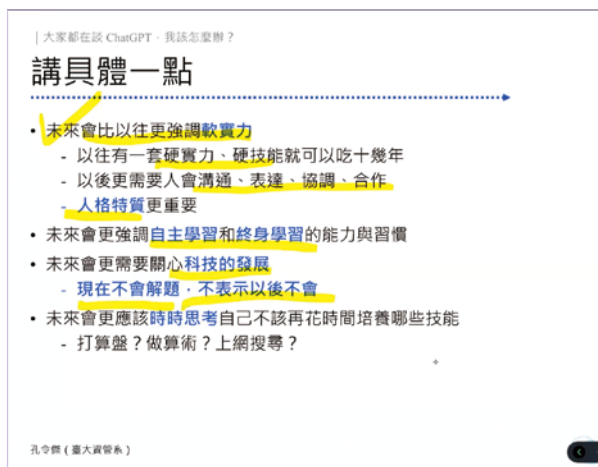 | 大家都在談 ChatGPT，我該怎麼辦？
講具體一點
• 未來會比以往更強調軟實力
- 以往有一套硬實力、硬技能就可以吃十幾年
- 以後更需要人會溝通、表達、協調、合作
- 人格特質更重要
• 未來會更強調自主學習和終身學習的能力與習慣
• 未來會更需要關心科技的發展
- 現在不會解題，不表示以後不會
• 未來會更應該時時思考自己不該再花時間培養哪些技能
- 打算盤？做算術？上網搜尋？
孔令傑（臺大資管系）